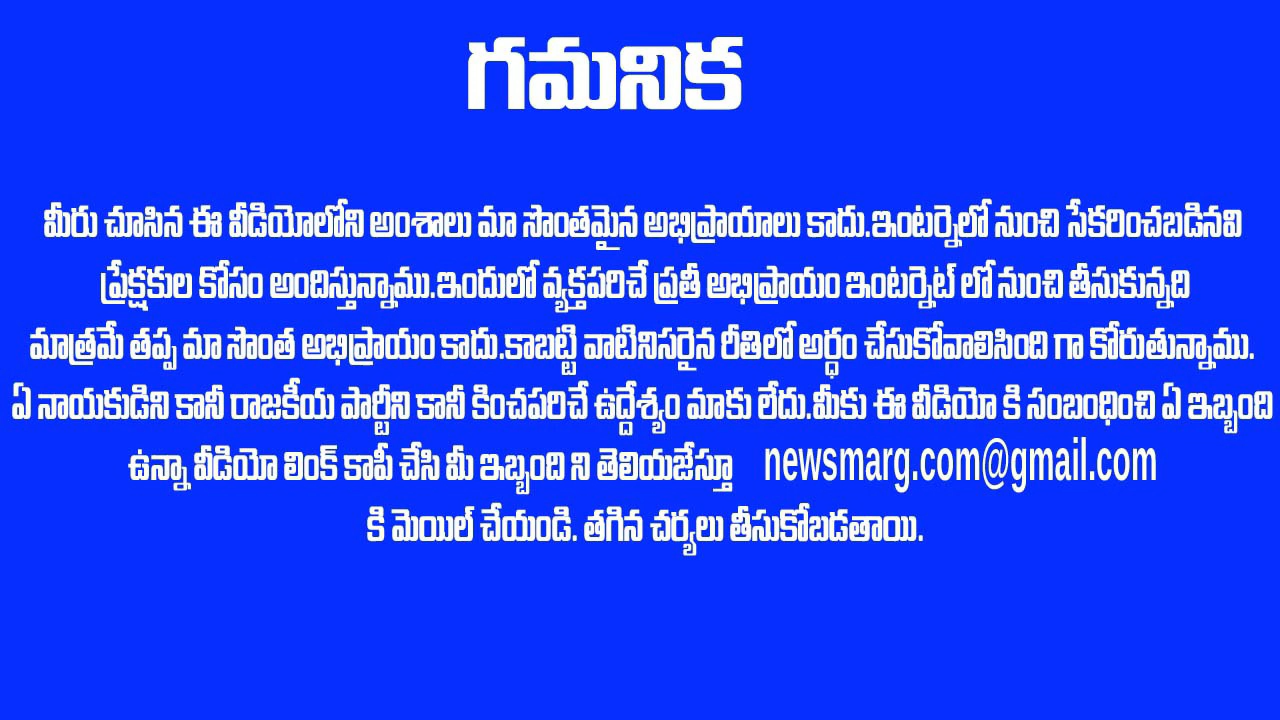 గమనిక
మీరు చూసిన ఈ వీడియోలోని అంశాలు మా సొంతమైన అభిప్రాయాలు కాదు.ఇంటర్నెలో నుంచి సేకరించబడినవి
ప్రేక్షకుల కోసం అందిస్తున్నాము.ఇందులో వ్యక్తపరిచే ప్రతీ అభిప్రాయం ఇంటర్నెట్ లో నుంచి తీసుకున్నది
మాత్రమే తప్ప మా సొంత అభిప్రాయం కాదు.కాబట్టి వాటినిసరైన రీతిలో అర్ధం చేసుకోవాలిసింది గా కోరుతున్నాము.
ఏ నాయకుడిని కానీ రాజకీయ పార్టీని కానీ కించపరిచే ఉద్దేశ్యం మాకు లేదు.మీకు ఈ వీడియో కి సంబంధించి ఏ ఇబ్బంది
ఉన్నా వీడియో లింక్ కాపీ చేసి మీ ఇబ్బంది ని తెలియజేస్తూ newsmarg.com@gmail.com
కి మెయిల్ చేయండి. తగిన చర్యలు తీసుకోబడతాయి.